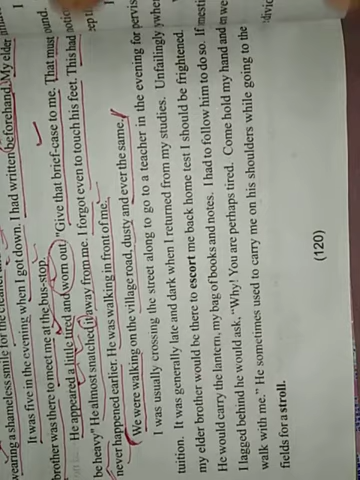 wearing a shameless smile for the cleaner
It was five in the evening when I got down. I had written beforehand. My elder
brother was there to meet me at the bus-stop.
He appeared a little tired and worn out. "Give that brief-case to me. That must
be heavy" He almost snatched it away from me. I forgot even to touch his feet. This had
never happened earlier. He was walking in front of me.
We were walking on the village road, dusty and ever the same.
I was usually crossing the street along to go to a teacher in the evening for
tuition. It was generally late and dark when I returned from my studies. Unfailingly
my elder brother would be there to escort me back home test I should be frightened.
He would carry the lantern, my bag of books and notes. I had to follow him to do so. If
I lagged behind he would ask, "Why! You are perhaps tired. Come hold my hand and
walk with me." He sometimes used to carry me on his shoulders while going to the
fields for a stroll.
(120)